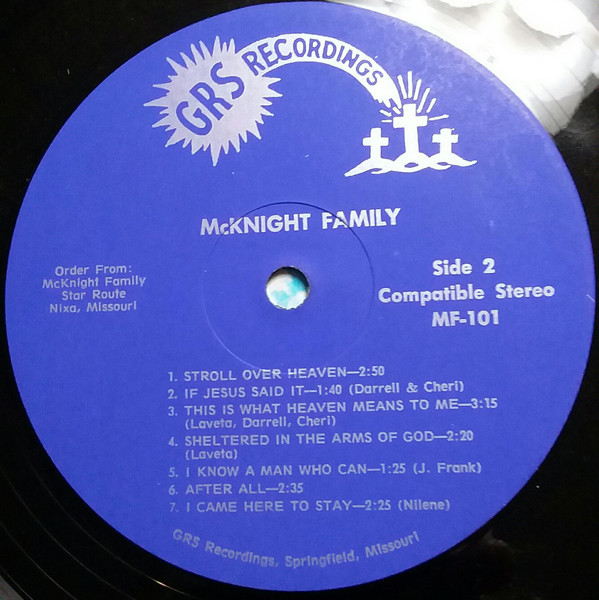 GRS RECORDINGS
McKNIGHT FAMILY
Order From:
McKnight Family
Star Route
Nixa, Missouri
Side 2
Compatible Stereo
MF-101
1. STROLL OVER HEAVEN—2:50
2. IF JESUS SAID IT—1:40 (Darrell & Cheri)
3. THIS IS WHAT HEAVEN MEANS TO ME—3:15
(Laveta, Darrell, Cheri)
4. SHELTERED IN THE ARMS OF GOD—2:20
(Laveta)
5. I KNOW A MAN WHO CAN—1:25 (J. Frank)
6. AFTER ALL—2:35
7. I CAME HERE TO STAY—2:25 (Nilene)
GRS Recordings, Springfield, Missouri